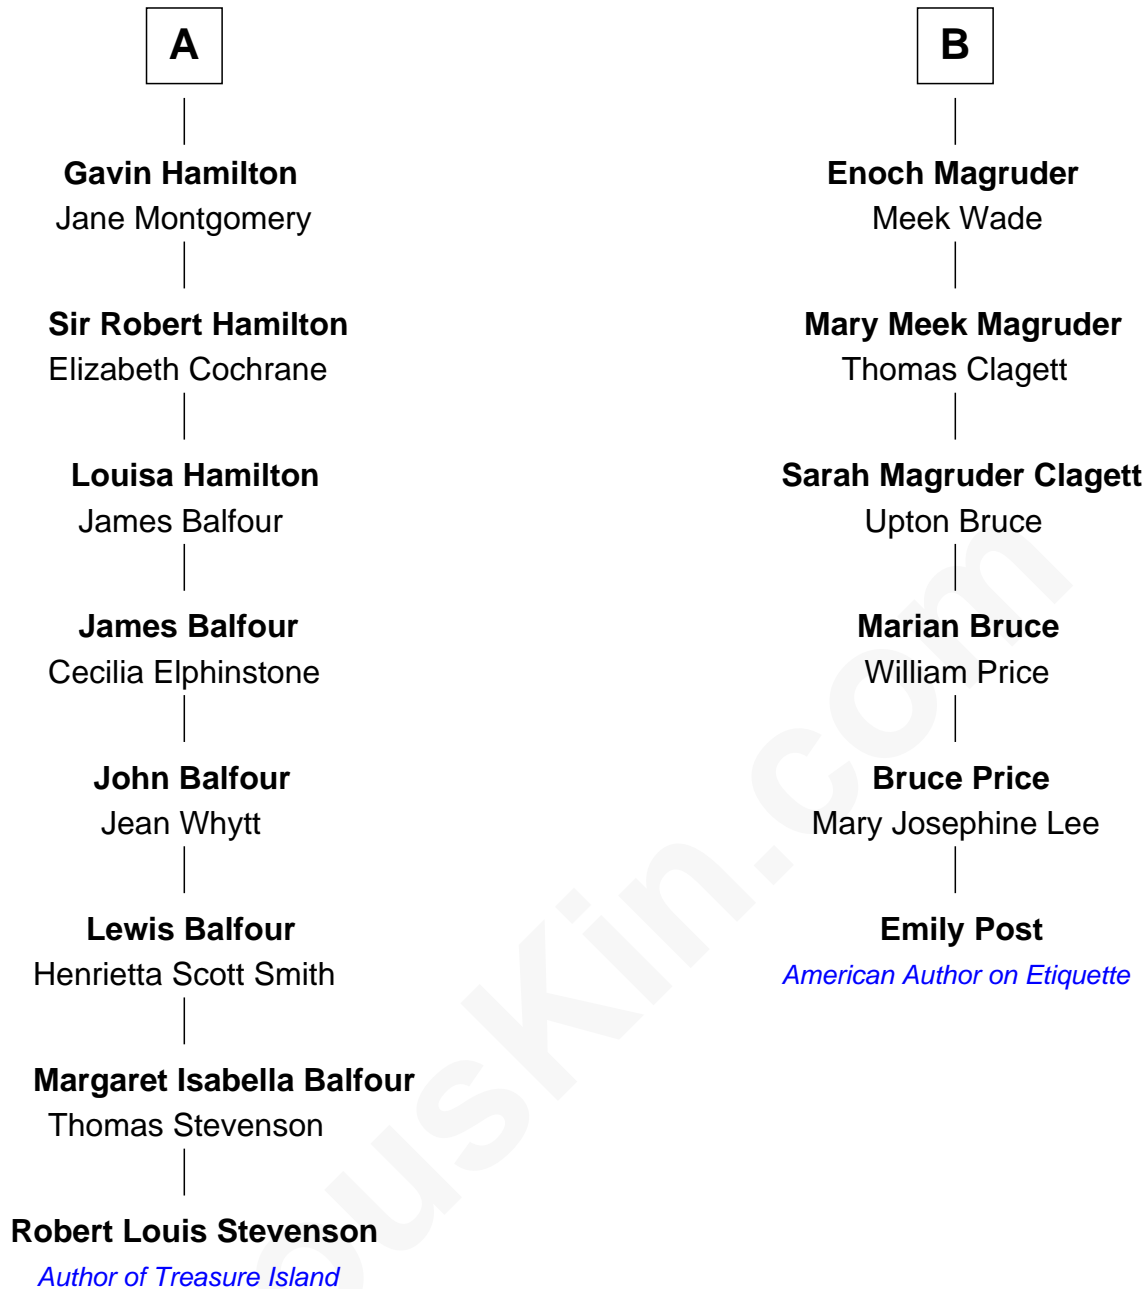 A
Gavin Hamilton
Jane Montgomery
Sir Robert Hamilton
Elizabeth Cochrane
Louisa Hamilton
James Balfour
James Balfour
Cecilia Elphinstone
John Balfour
Jean Whytt
Lewis Balfour
Henrietta Scott Smith
Margaret Isabella Balfour
Thomas Stevenson
Robert Louis Stevenson
Author of Treasure Island
B
Enoch Magruder
Meek Wade
Mary Meek Magruder
Thomas Clagett
Sarah Magruder Clagett
Upton Bruce
Marian Bruce
William Price
Bruce Price
Mary Josephine Lee
Emily Post
American Author on Etiquette
ousKin.com